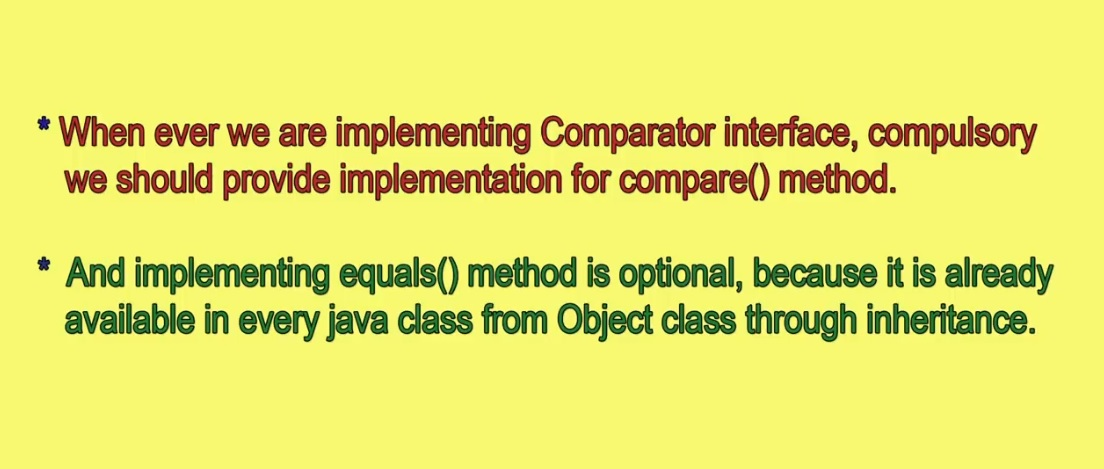 * When ever we are implementing Comparator interface, compulsory
we should provide implementation for compare() method.
* And implementing equals() method is optional, because it is already
available in every java class from Object class through inheritance.